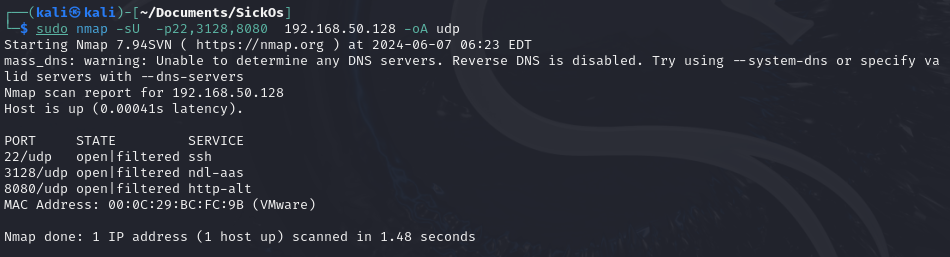 ┌──(kali㉿kali)-[~/Documents/SickOs]
└─$ sudo nmap -sU  -p22,3128,8080  192.168.50.128 -oA udp
Starting Nmap 7.94SVN ( https://nmap.org ) at 2024-06-07 06:23 EDT
mass_dns: warning: Unable to determine any DNS servers. Reverse DNS is disabled. Try using --system-dns or specify va
lid servers with --dns-servers
Nmap scan report for 192.168.50.128
Host is up (0.00041s latency).
PORT     STATE         SERVICE
22/udp   open|filtered ssh
3128/udp open|filtered ndl-aas
8080/udp open|filtered http-alt
MAC Address: 00:0C:29:BC:FC:9B (VMware)
Nmap done: 1 IP address (1 host up) scanned in 1.48 seconds